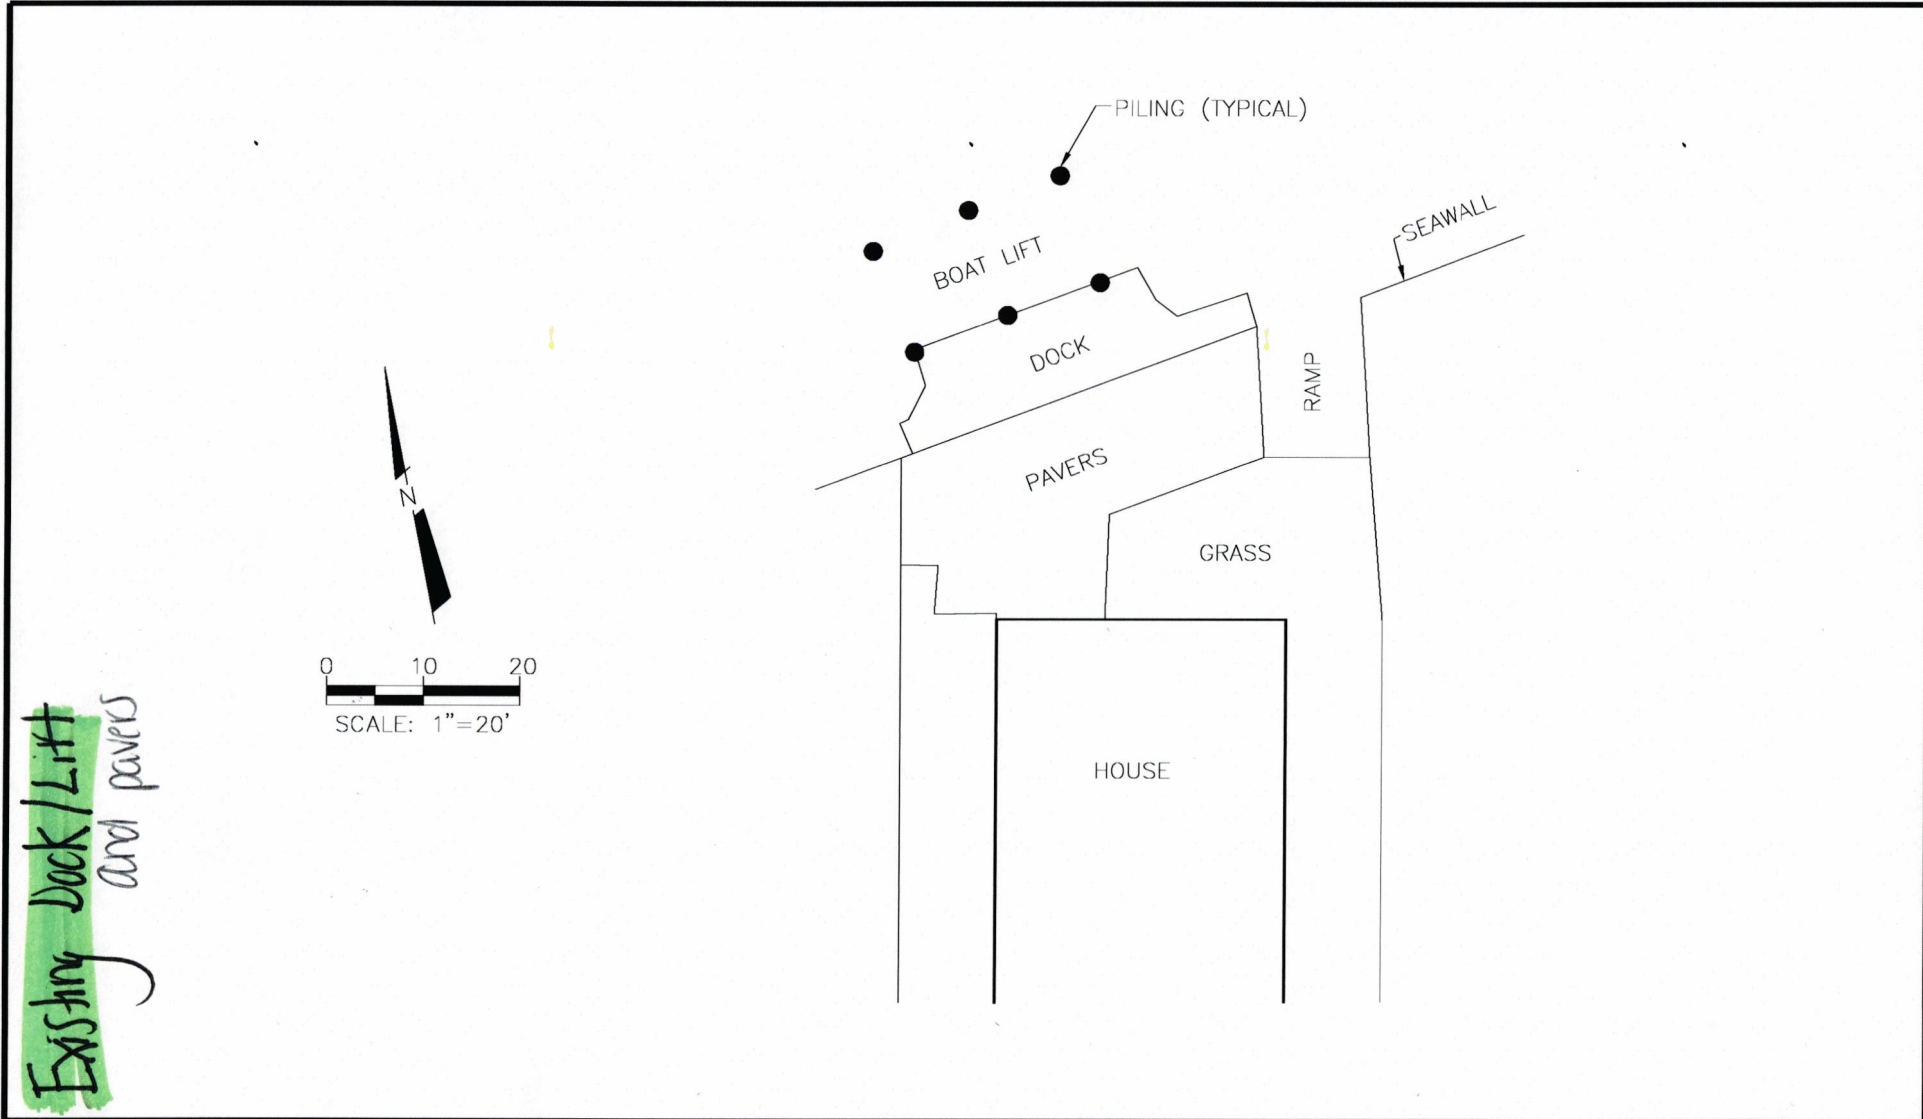 PILING (TYPICAL)
SEAWALL
BOAT LIFT
DOCK
RAMP
PAVERS
GRASS
N
0 10 20
SCALE: 1"=20'
HOUSE
Existing Dock/Lift
and pavers